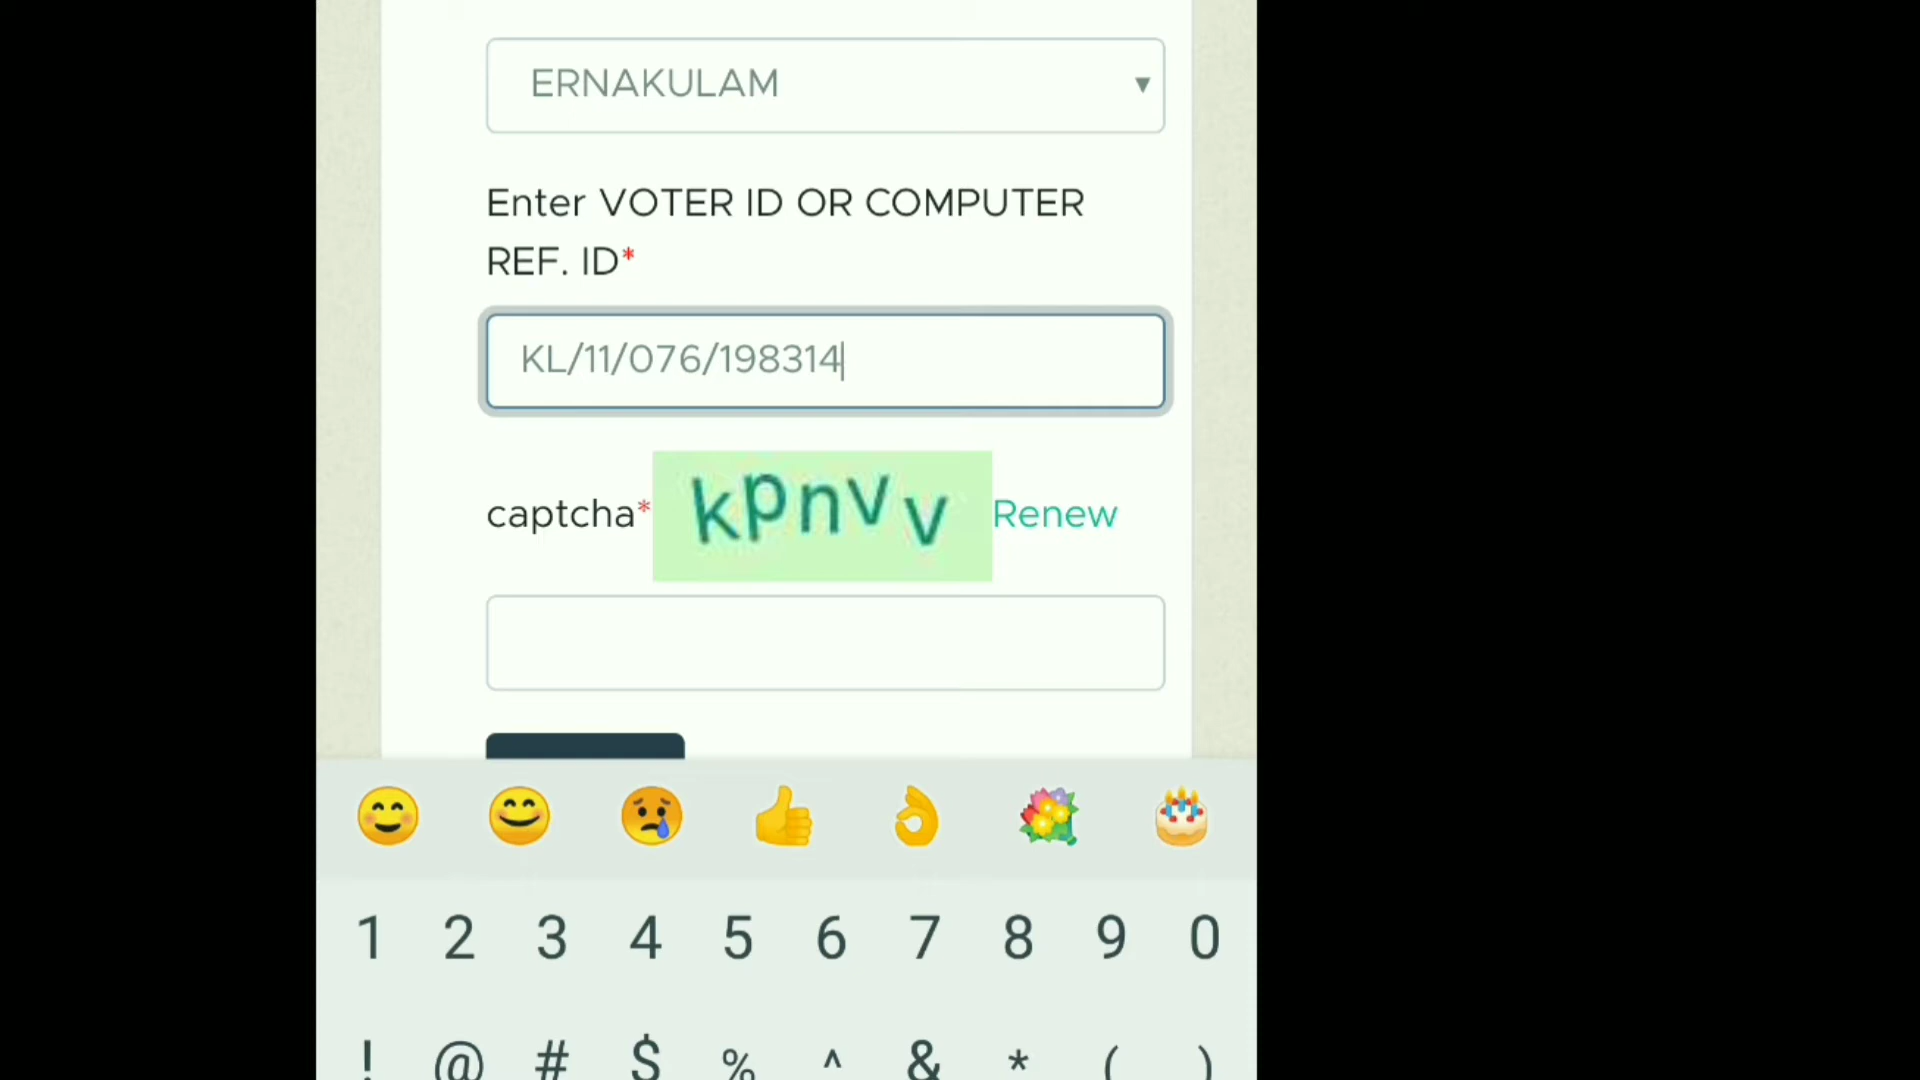 ERNAKULAM
Enter VOTER ID OR COMPUTER
REF. ID*
KL/11/076/198314
captcha* kpnvv Renew
1 2 3 4 5 6 7 8 9 0
! @ # $ % ^ & * ( )